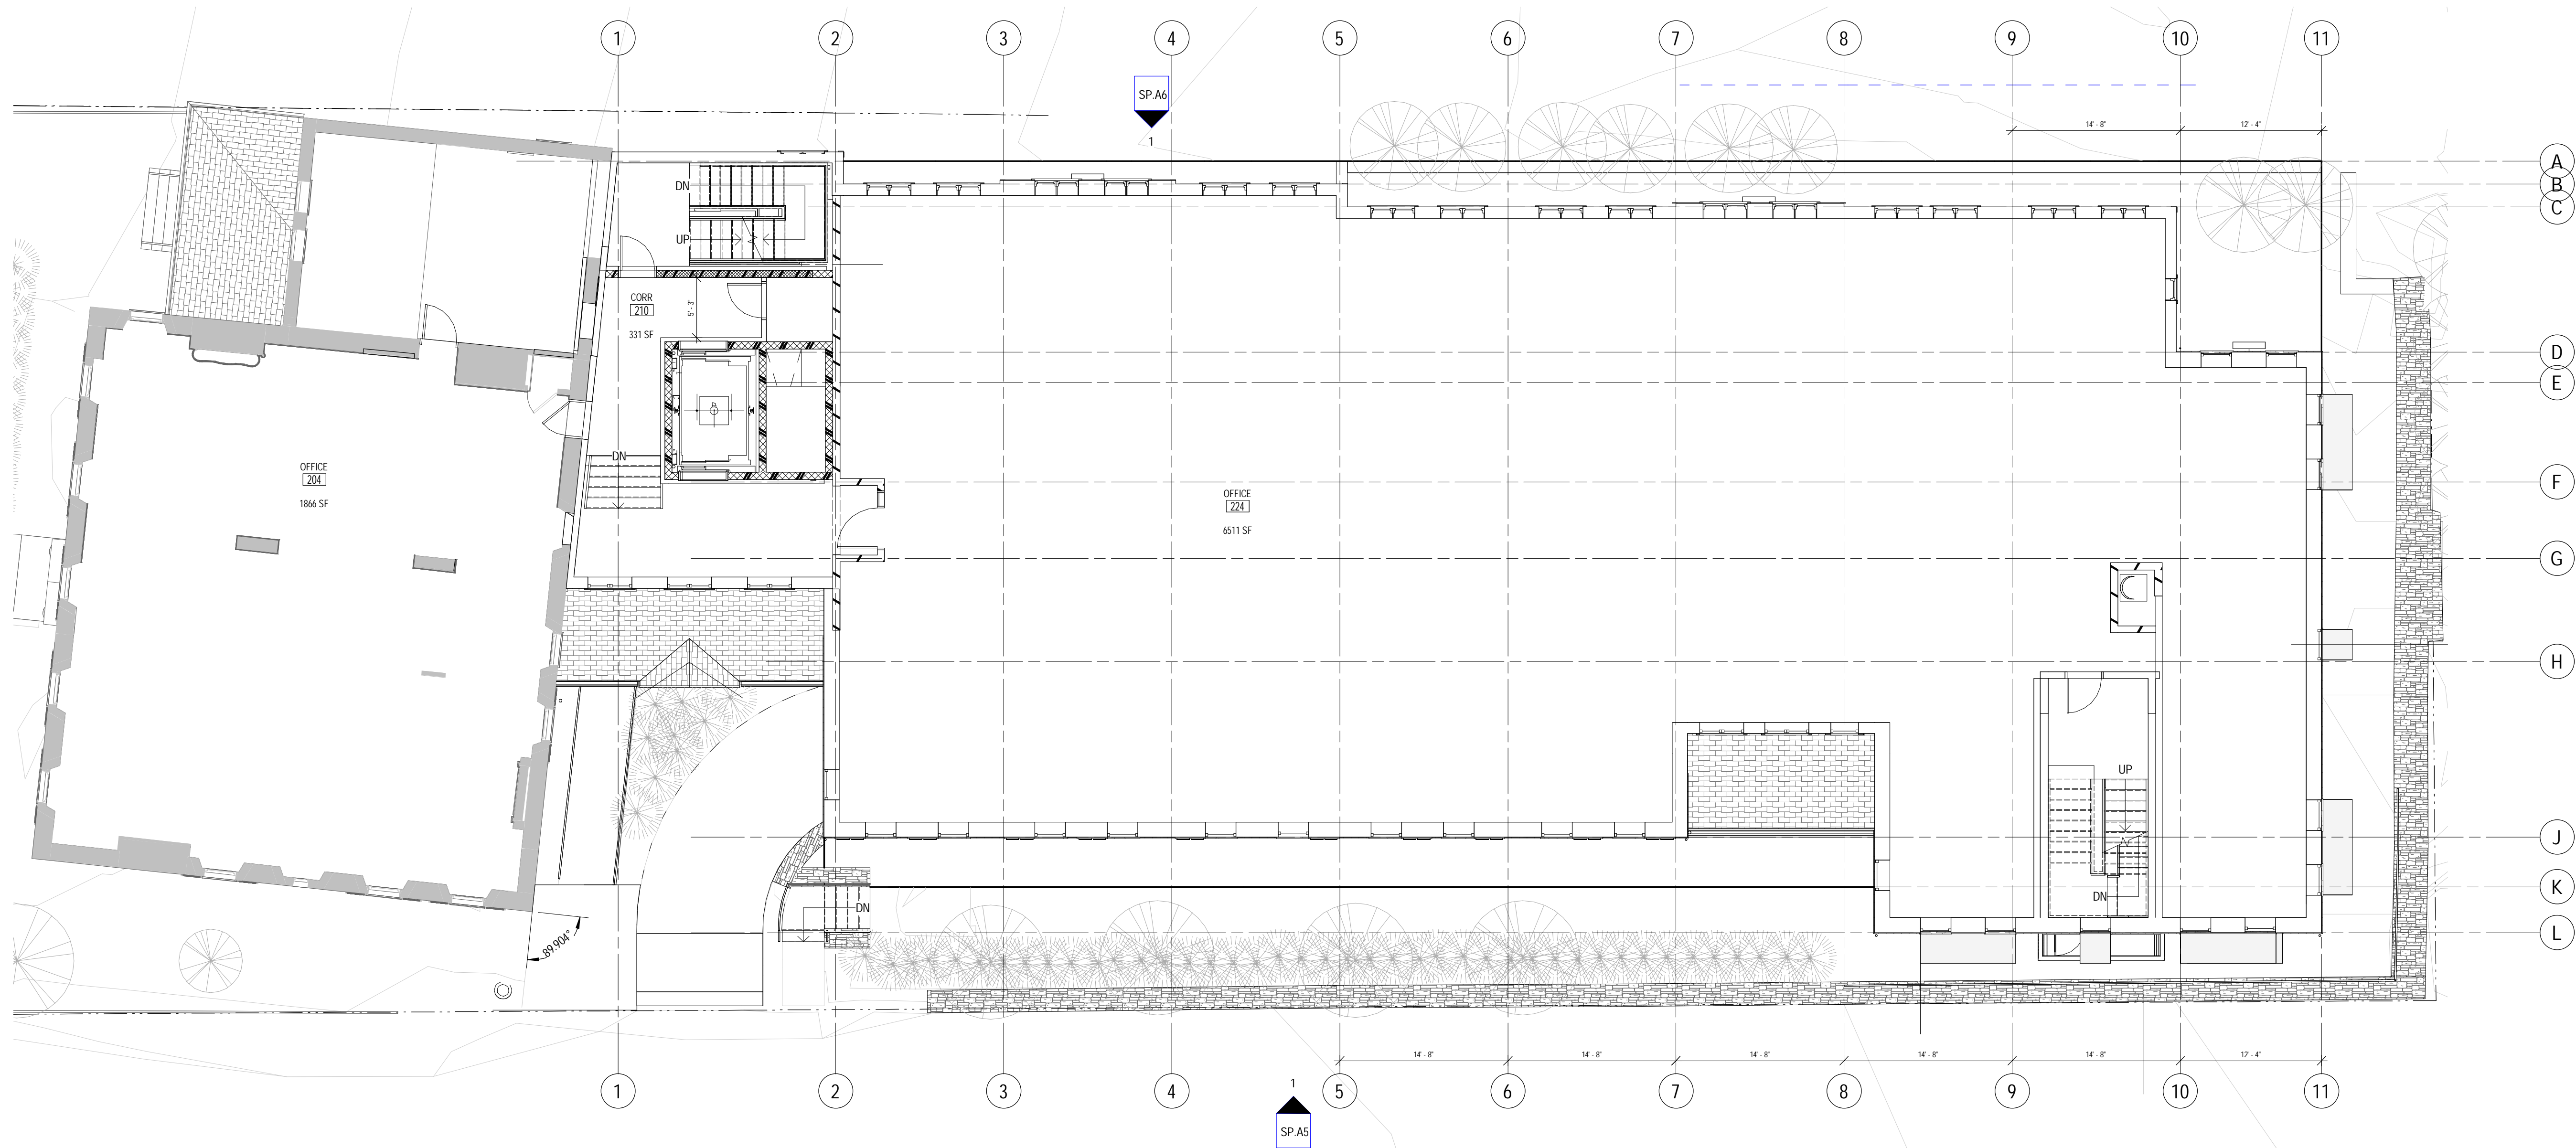 1 2 3 4 5 6 7 8 9 10 11
SP.A6
1
14' - 8" 12' - 4"
A
B
C
DN
UP
CORR
210
331 SF
5' - 3"
D
E
DN
OFFICE
204
1866 SF
OFFICE
224
6511 SF
F
G
H
UP
J
K
DN
DN
L
89.904°
14' - 8" 14' - 8" 14' - 8" 14' - 8" 14' - 8" 12' - 4"
1 2 3 4 5 6 7 8 9 10 11
1
SP.A5